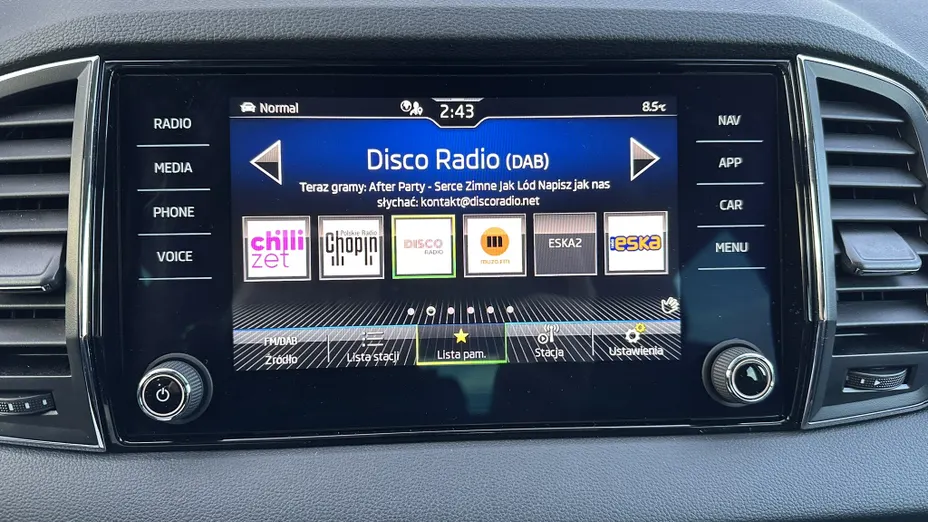 RADIO
MEDIA
PHONE
VOICE
Normal
2:43
8.5°C
Disco Radio (DAB)
Teraz gramy: After Party - Serce Zimne Jak Lód Napisz jak nas
słychać: kontakt@discoradio.net
chilli
zet
Polskie Radio
Chopin
DISCO
RADIO
m
MUZO.FM
ESKA2
eska
FM/DAB
Źródło
Lista stacji
Lista pam.
Stacja
Ustawienia
NAV
APP
CAR
MENU